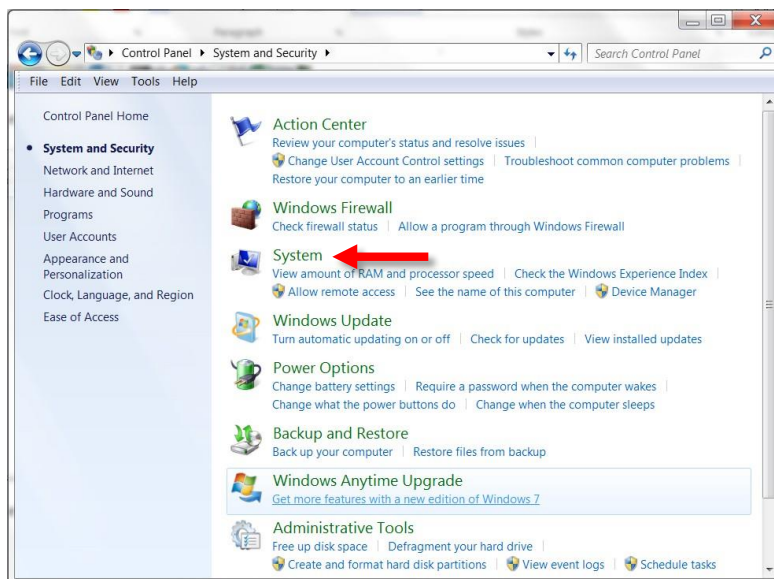 Control Panel System and Security
Search Control Panel
File Edit View Tools Help
Control Panel Home
System and Security
Network and Internet
Hardware and Sound
Programs
User Accounts
Appearance and
Personalization
Clock, Language, and Region
Ease of Access
Action Center
Review your computer's status and resolve issues
Change User Account Control settings Troubleshoot common computer problems
Restore your computer to an earlier time
Windows Firewall
Check firewall status Allow a program through Windows Firewall
System
View amount of RAM and processor speed Check the Windows Experience Index
Allow remote access See the name of this computer Device Manager
Windows Update
Turn automatic updating on or off Check for updates View installed updates
Power Options
Change battery settings Require a password when the computer wakes
Change what the power buttons do Change when the computer sleeps
Backup and Restore
Back up your computer Restore files from backup
Windows Anytime Upgrade
Get more features with a new edition of Windows 7
Administrative Tools
Free up disk space Defragment your hard drive
Create and format hard disk partitions View event logs Schedule tasks